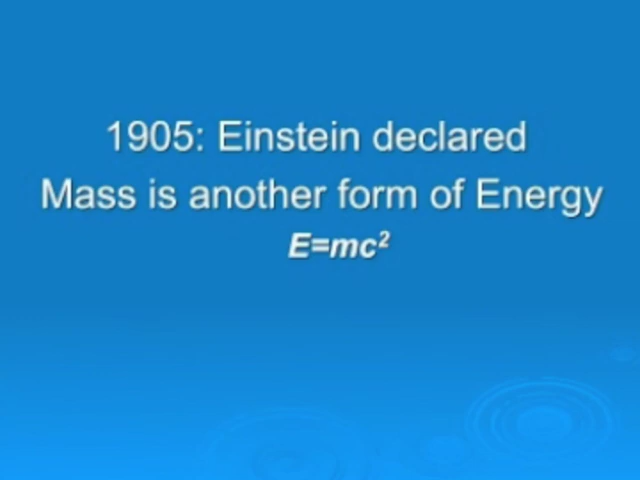 1905: Einstein declared
Mass is another form of Energy
E=mc²